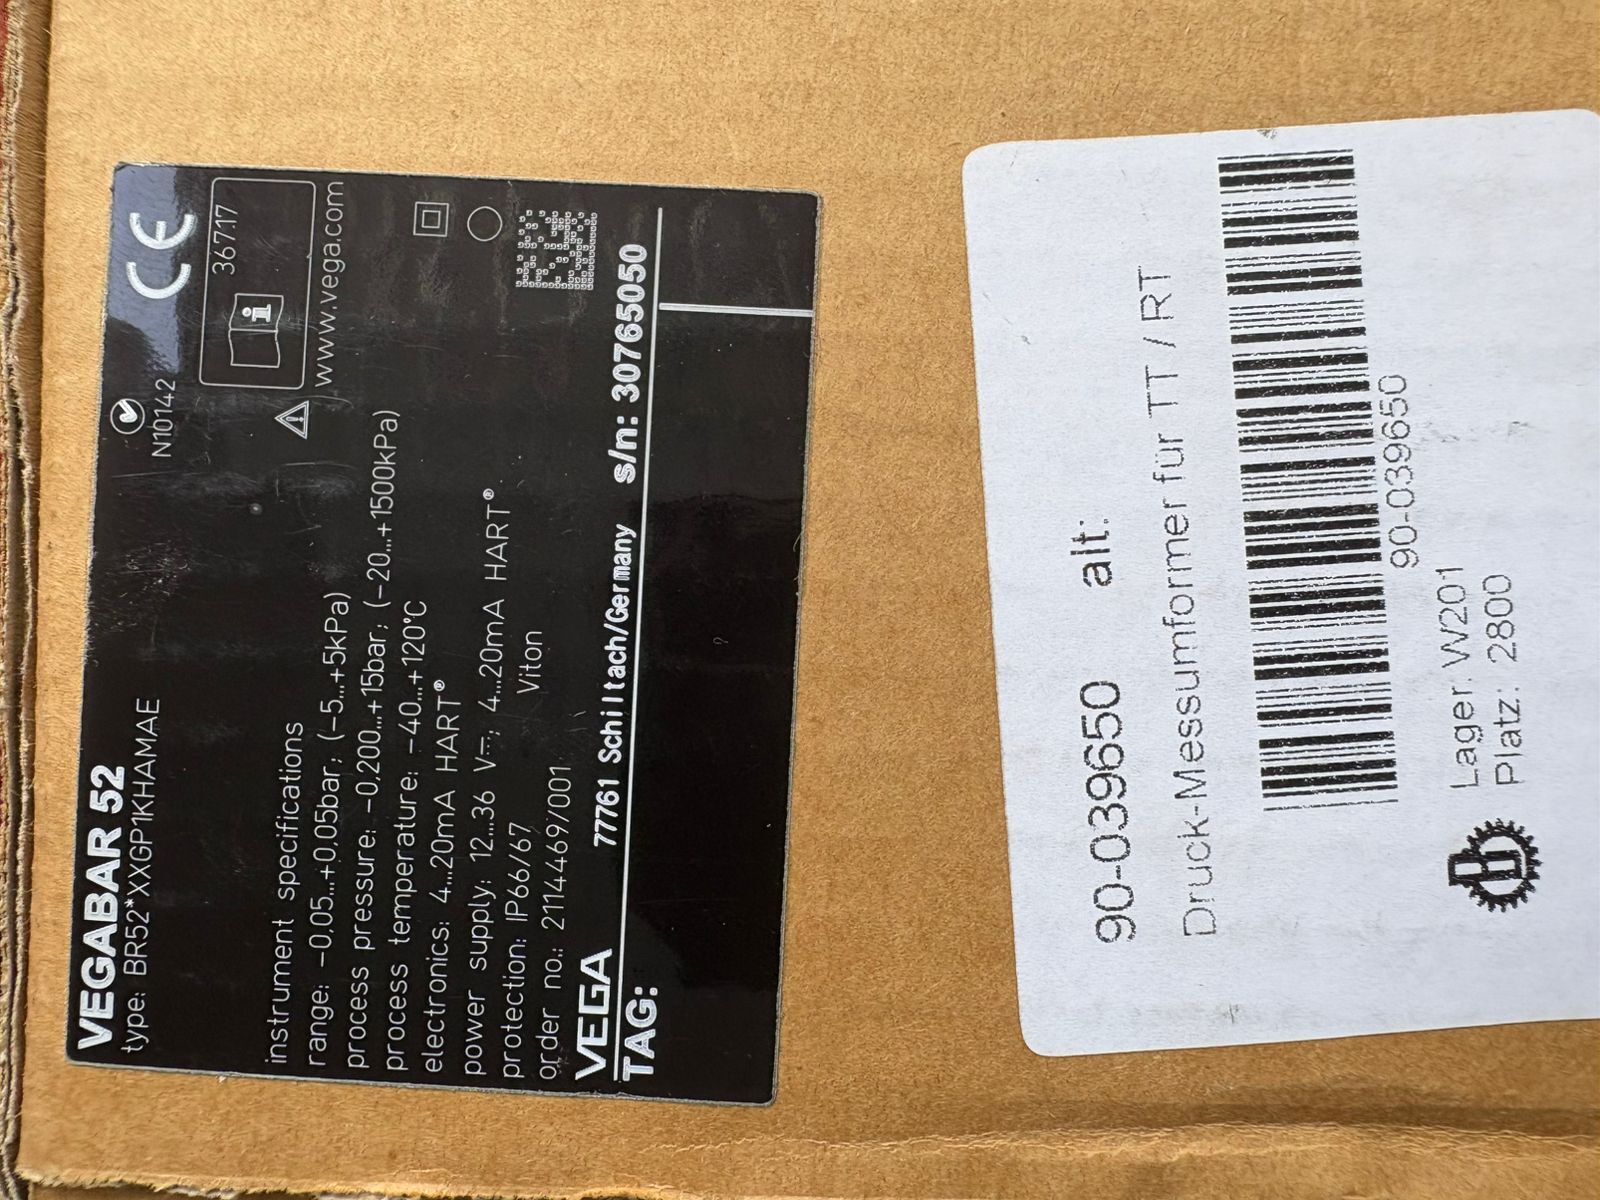 VEGABAR 52
type: BR52*XXGP1KHAMAE
N10142
CE
36717
www.vega.com
instrument specifications
range: -0,05...+0,05bar; (-5...+5kPa)
process pressure: -0,200...+15bar; (-20...+1500kPa)
process temperature: -40...+120°C
electronics: 4...20mA HART®
power supply: 12...36 V⎓; 4...20mA HART®
protection: IP66/67 Viton
order no.: 2114469/001
VEGA 77761 Schiltach/Germany s/n: 30765050
TAG:
90-039650 alt:
Druck-Messumformer für TT / RT
90-039650
Lager: W201
Platz: 2800